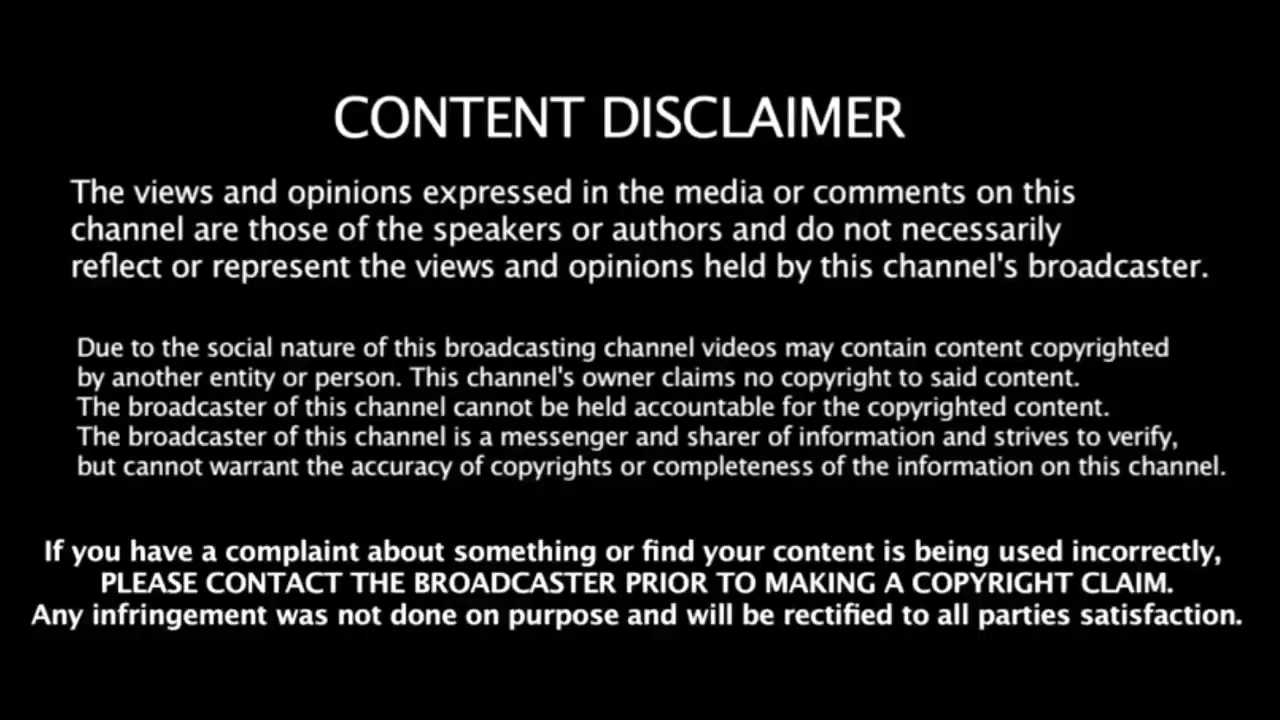 CONTENT DISCLAIMER
The views and opinions expressed in the media or comments on this
channel are those of the speakers or authors and do not necessarily
reflect or represent the views and opinions held by this channel's broadcaster.
Due to the social nature of this broadcasting channel videos may contain content copyrighted
by another entity or person. This channel's owner claims no copyright to said content.
The broadcaster of this channel cannot be held accountable for the copyrighted content.
The broadcaster of this channel is a messenger and sharer of information and strives to verify,
but cannot warrant the accuracy of copyrights or completeness of the information on this channel.
If you have a complaint about something or find your content is being used incorrectly,
PLEASE CONTACT THE BROADCASTER PRIOR TO MAKING A COPYRIGHT CLAIM.
Any infringement was not done on purpose and will be rectified to all parties satisfaction.